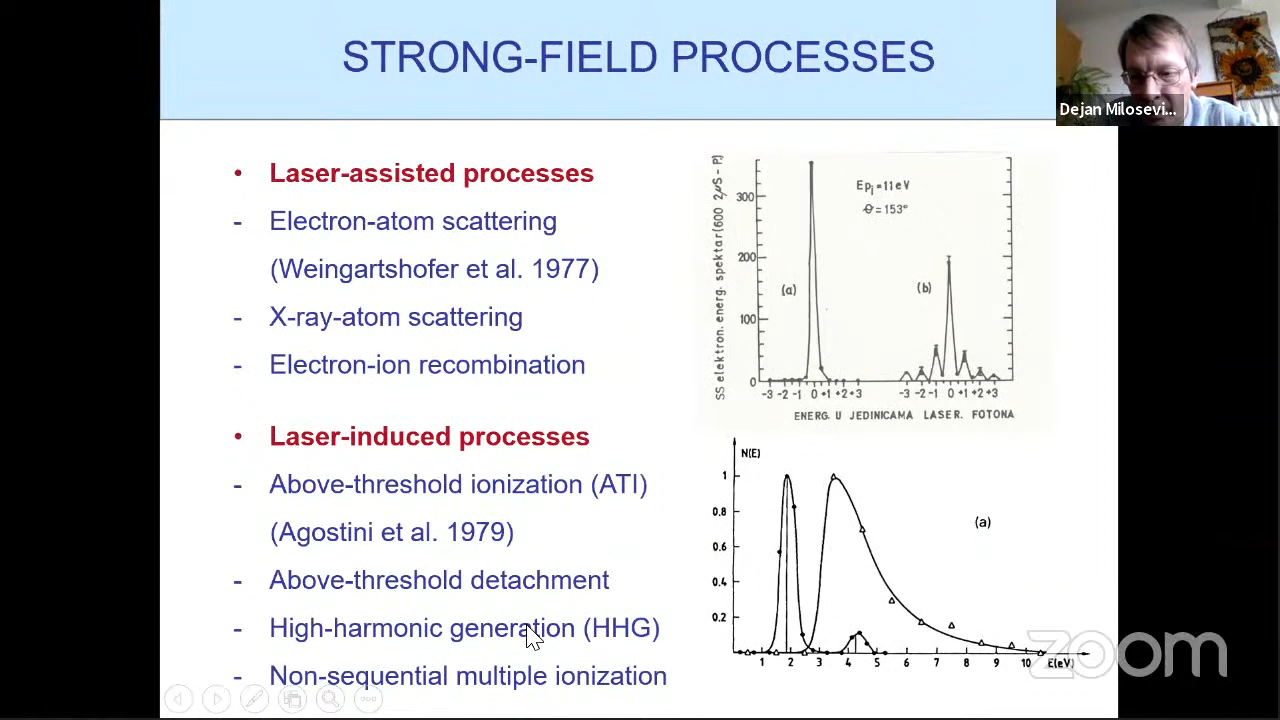 STRONG-FIELD PROCESSES
Dejan Milosevi...
• Laser-assisted processes
- Electron-atom scattering
(Weingartshofer et al. 1977)
- X-ray-atom scattering
- Electron-ion recombination
• Laser-induced processes
- Above-threshold ionization (ATI)
(Agostini et al. 1979)
- Above-threshold detachment
- High-harmonic generation (HHG)
- Non-sequential multiple ionization
SS elektron. energ. spektar (600 2μS - P)
300
200
100
0
Epi = 11 eV
θ = 153°
(a)
(b)
-3 -2 -1 0 +1 +2 +3
-3 -2 -1 0 +1 +2 +3
ENERG. U JEDINICAMA LASER. FOTONA
N(E)
1
0.8
0.6
0.4
0.2
(a)
1 2 3 4 5 6 7 8 9 10 E(eV)
zoom